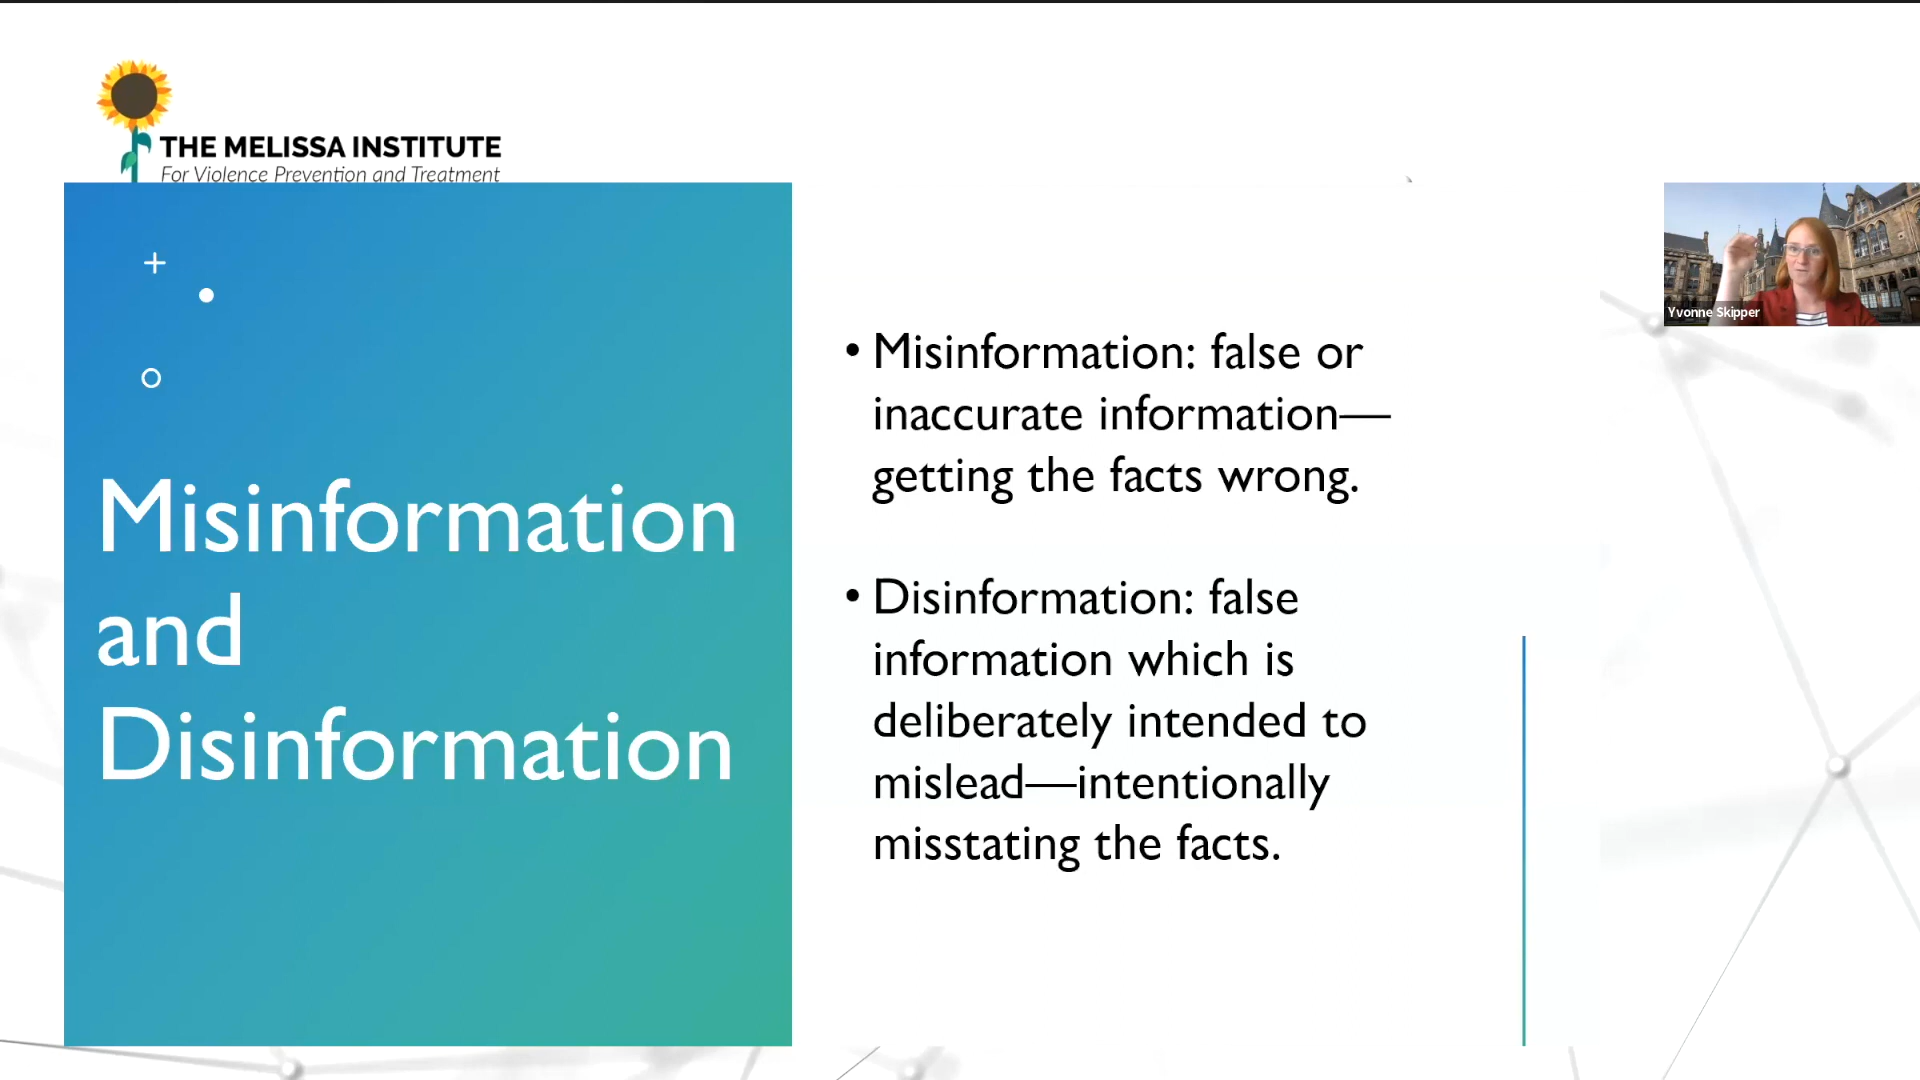 THE MELISSA INSTITUTE
For Violence Prevention and Treatment
Misinformation
and
Disinformation
• Misinformation: false or
inaccurate information—
getting the facts wrong.
• Disinformation: false
information which is
deliberately intended to
mislead—intentionally
misstating the facts.
Yvonne Skipper